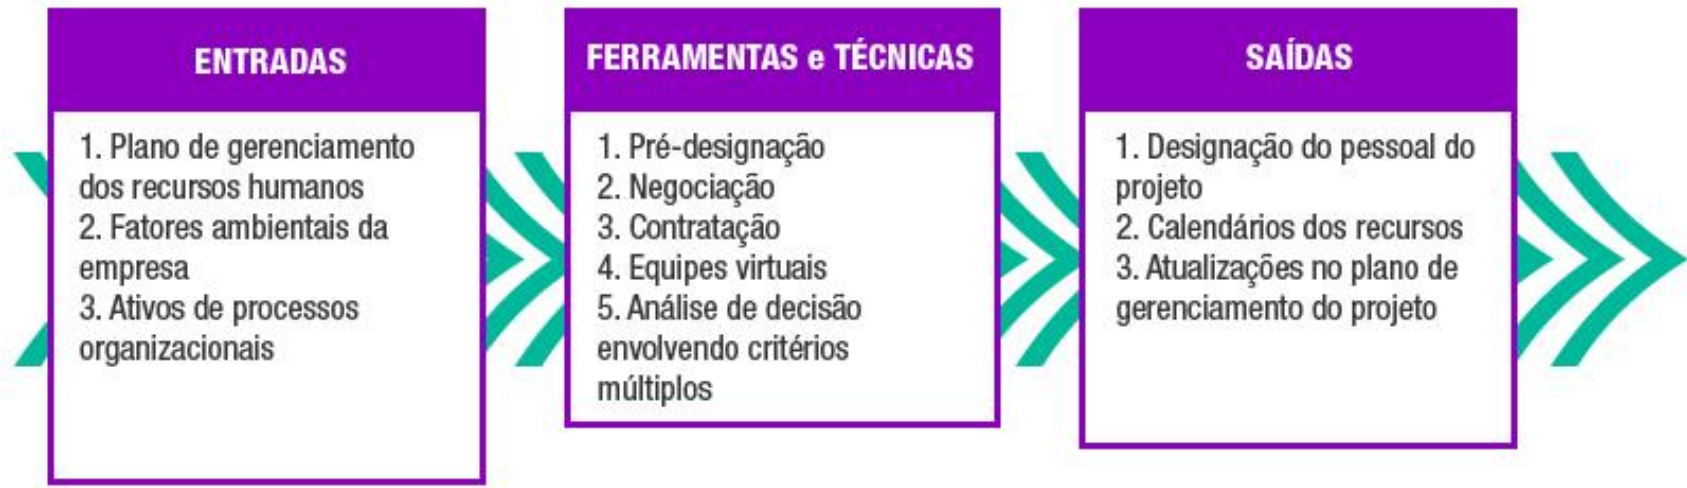 ENTRADAS
1. Plano de gerenciamento
dos recursos humanos
2. Fatores ambientais da
empresa
3. Ativos de processos
organizacionais
FERRAMENTAS e TÉCNICAS
1. Pré-designação
2. Negociação
3. Contratação
4. Equipes virtuais
5. Análise de decisão
envolvendo critérios
múltiplos
SAÍDAS
1. Designação do pessoal do
projeto
2. Calendários dos recursos
3. Atualizações no plano de
gerenciamento do projeto